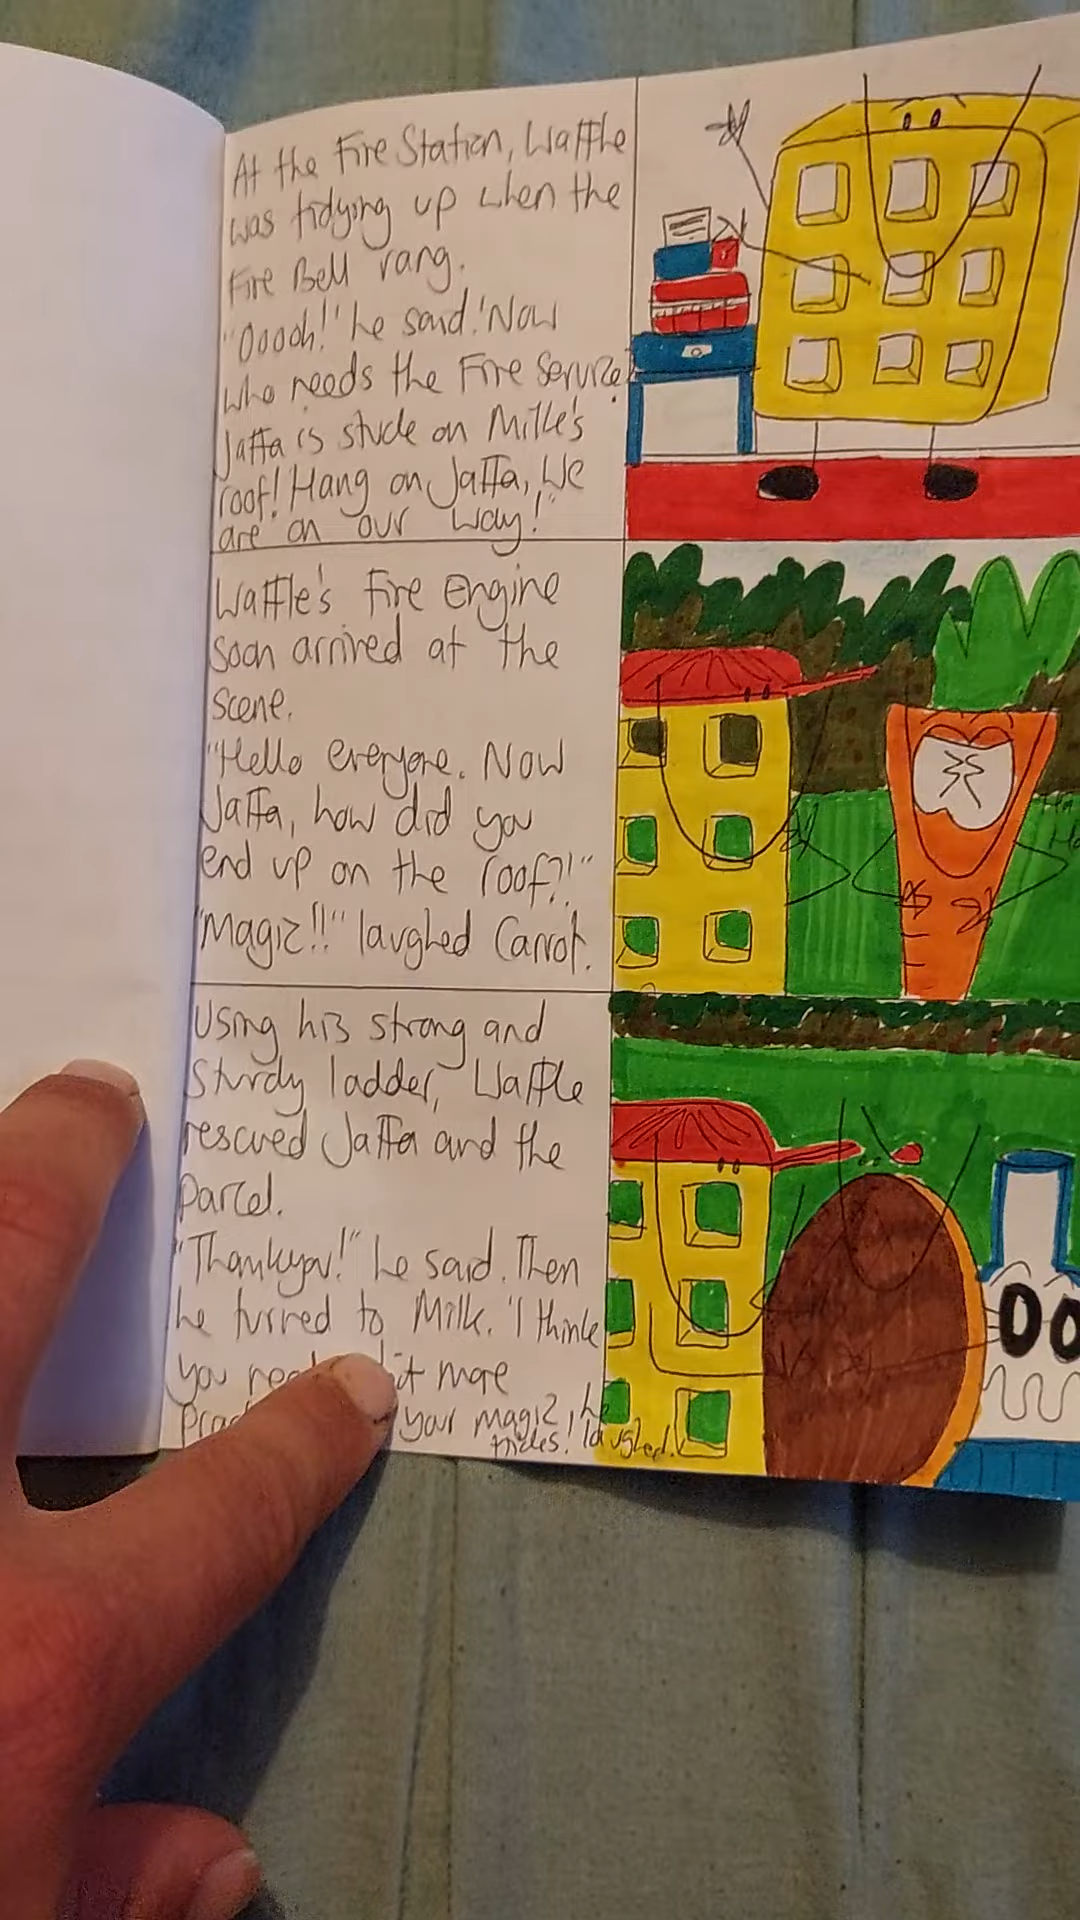 At the Fire Station, Waffle
was tidying up when the
Fire Bell rang.
"Ooooh!" he said. 'Now
who needs the Fire Service?
Jaffa is stuck on Milk's
roof! Hang on Jaffa, We
are on our way!"
Waffle's Fire Engine
soon arrived at the
scene.
"Hello everyone. Now
Jaffa, how did you
end up on the roof?!"
"Magic!!" laughed Carrot.
Using his strong and
sturdy ladder, Waffle
rescued Jaffa and the
Parcel.
"Thankyou!" he said. Then
he turned to Milk. 'I think
you bit more
your magic, he
tricks! laughed.